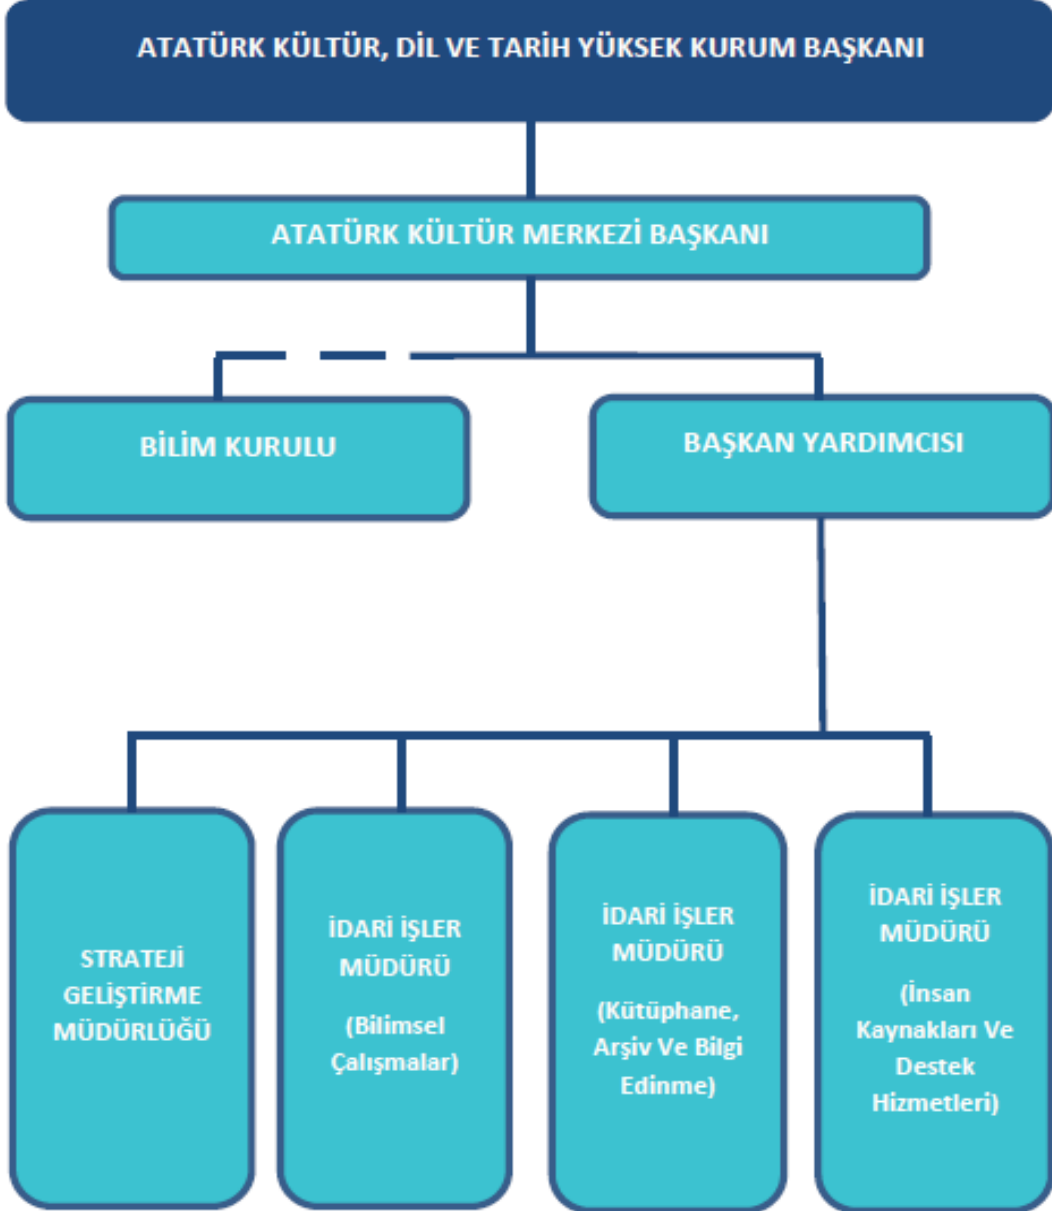 ATATÜRK KÜLTÜR, DİL VE TARİH YÜKSEK KURUM BAŞKANI
ATATÜRK KÜLTÜR MERKEZİ BAŞKANI
BİLİM KURULU
BAŞKAN YARDIMCISI
STRATEJİ
GELİŞTİRME
MÜDÜRLÜĞÜ
İDARİ İŞLER
MÜDÜRÜ
(Bilimsel
Çalışmalar)
İDARİ İŞLER
MÜDÜRÜ
(Kütüphane,
Arşiv Ve Bilgi
Edinme)
İDARİ İŞLER
MÜDÜRÜ
(İnsan
Kaynakları Ve
Destek
Hizmetleri)